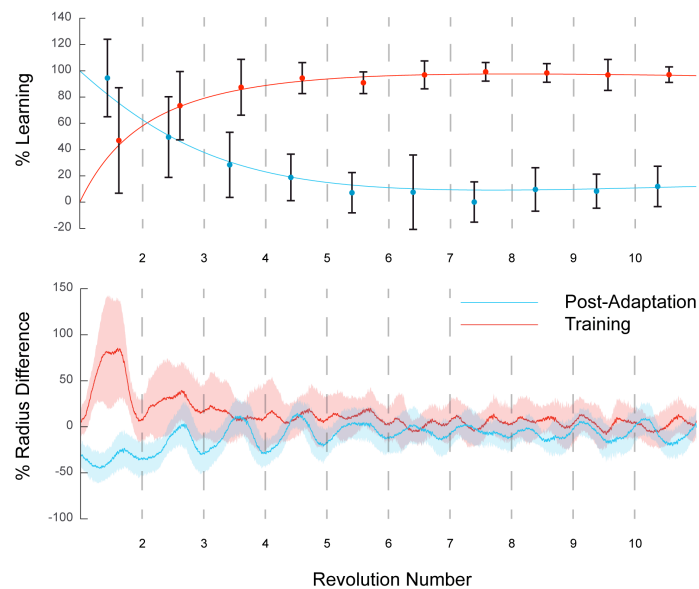 140
120
100
80
60
40
20
0
-20
% Learning
2 3 4 5 6 7 8 9 10
150
100
50
0
-50
-100
% Radius Difference
Post-Adaptation
Training
2 3 4 5 6 7 8 9 10
Revolution Number